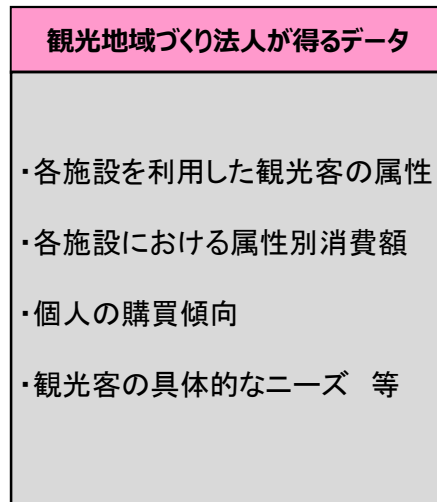 観光地域づくり法人が得るデータ
・各施設を利用した観光客の属性
・各施設における属性別消費額
・個人の購買傾向
・観光客の具体的なニーズ　等